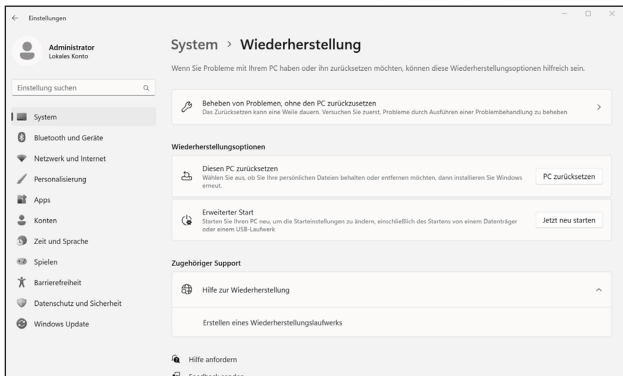 Einstellungen
Administrator
Lokales Konto
Einstellung suchen
System
Bluetooth und Geräte
Netzwerk und Internet
Personalisierung
Apps
Konten
Zeit und Sprache
Spielen
Barrierefreiheit
Datenschutz und Sicherheit
Windows Update
System > Wiederherstellung
Wenn Sie Probleme mit Ihrem PC haben oder ihn zurücksetzen möchten, können diese Wiederherstellungsoptionen hilfreich sein.
Beheben von Problemen, ohne den PC zurückzusetzen
Das Zurücksetzen kann eine Weile dauern. Versuchen Sie zuerst, Probleme durch Ausführen einer Problembehandlung zu beheben
Wiederherstellungsoptionen
Diesen PC zurücksetzen
Wählen Sie aus, ob Sie Ihre persönlichen Dateien behalten oder entfernen möchten, dann installieren Sie Windows
erneut.
PC zurücksetzen
Erweiterter Start
Starten Sie Ihren PC neu, um die Starteinstellungen zu ändern, einschließlich des Startens von einem Datenträger
oder einem USB-Laufwerk
Jetzt neu starten
Zugehöriger Support
Hilfe zur Wiederherstellung
Erstellen eines Wiederherstellungslaufwerks
Hilfe anfordern
Feedback senden